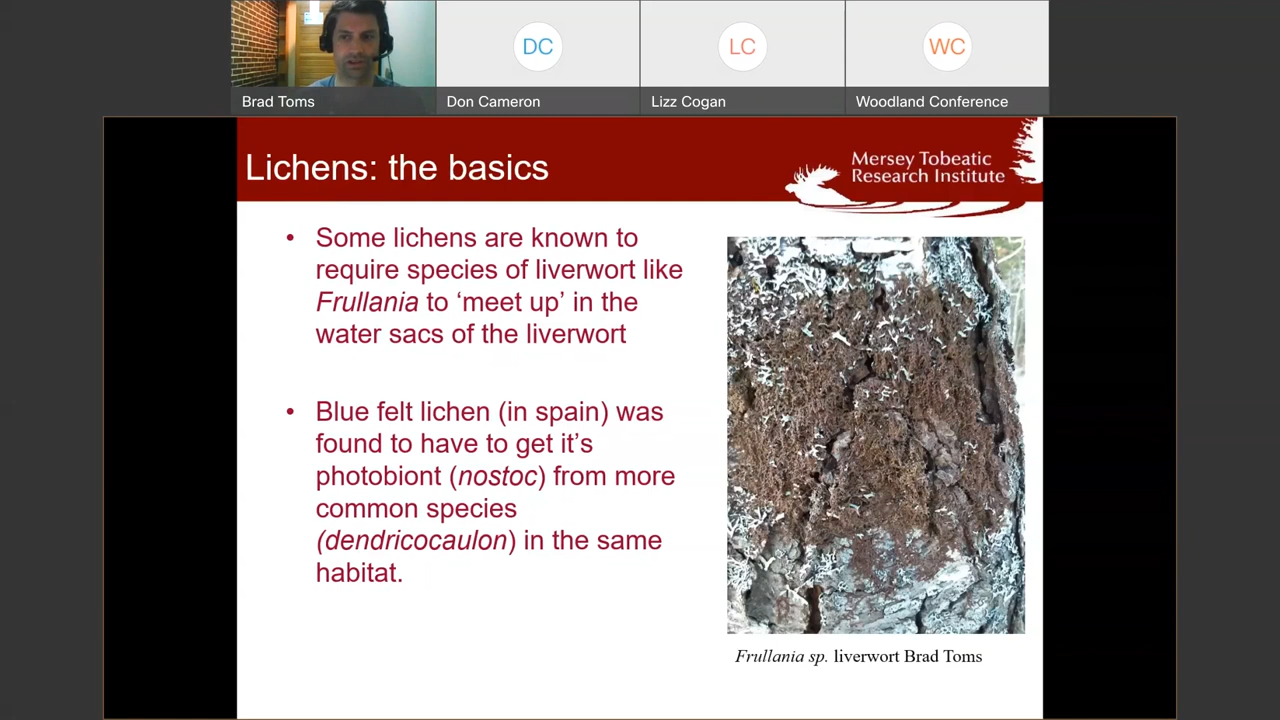 DC
LC
WC
Brad Toms
Don Cameron
Lizz Cogan
Woodland Conference
Lichens: the basics
Mersey Tobeatic
Research Institute
• Some lichens are known to
require species of liverwort like
Frullania to ‘meet up’ in the
water sacs of the liverwort
• Blue felt lichen (in spain) was
found to have to get it’s
photobiont (nostoc) from more
common species
(dendricocaulon) in the same
habitat.
Frullania sp. liverwort Brad Toms